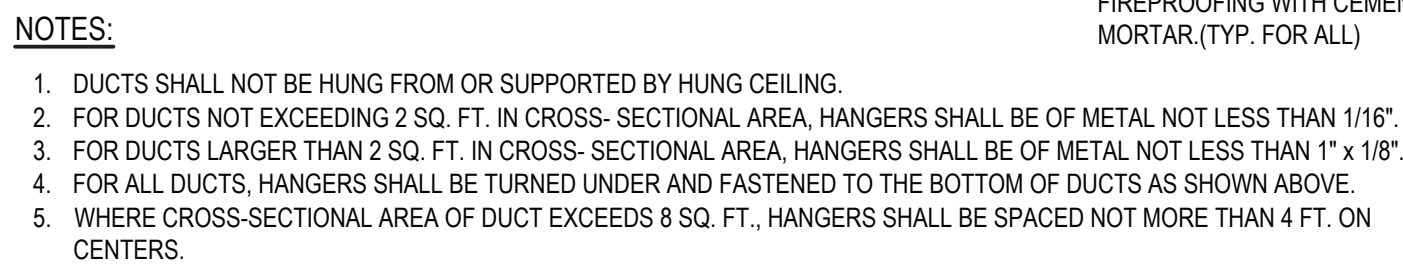 FIREPROOFING WITH
MORTAR.(TYP. FOR ALL)
NOTES:
1. DUCTS SHALL NOT BE HUNG FROM OR SUPPORTED BY HUNG CEILING.
2. FOR DUCTS NOT EXCEEDING 2 SQ. FT. IN CROSS- SECTIONAL AREA, HANGERS SHALL BE OF METAL NOT LESS THAN 1/16".
3. FOR DUCTS LARGER THAN 2 SQ. FT. IN CROSS- SECTIONAL AREA, HANGERS SHALL BE OF METAL NOT LESS THAN 1" x 1/8".
4. FOR ALL DUCTS, HANGERS SHALL BE TURNED UNDER AND FASTENED TO THE BOTTOM OF DUCTS AS SHOWN ABOVE.
5. WHERE CROSS-SECTIONAL AREA OF DUCT EXCEEDS 8 SQ. FT., HANGERS SHALL BE SPACED NOT MORE THAN 4 FT. ON
CENTERS.